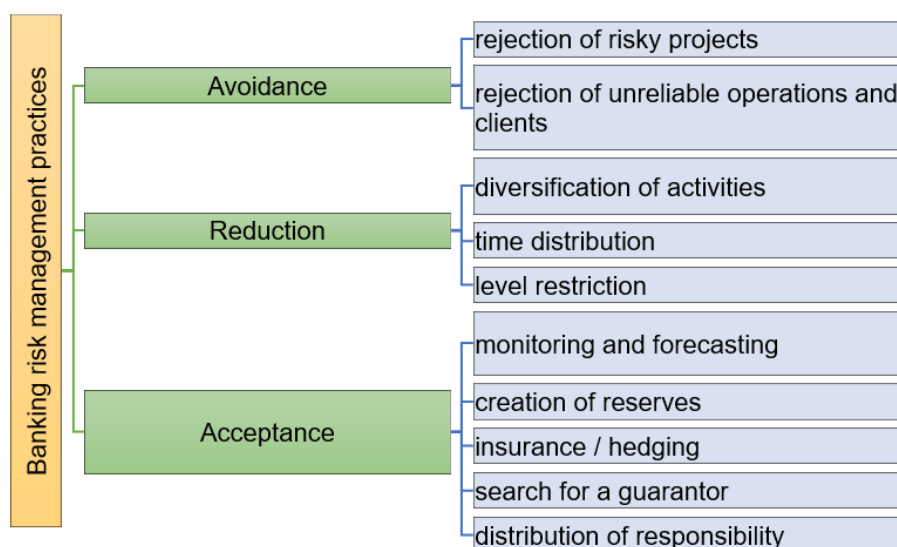 Banking risk management practices
Avoidance
rejection of risky projects
rejection of unreliable operations and
clients
Reduction
diversification of activities
time distribution
level restriction
Acceptance
monitoring and forecasting
creation of reserves
insurance / hedging
search for a guarantor
distribution of responsibility